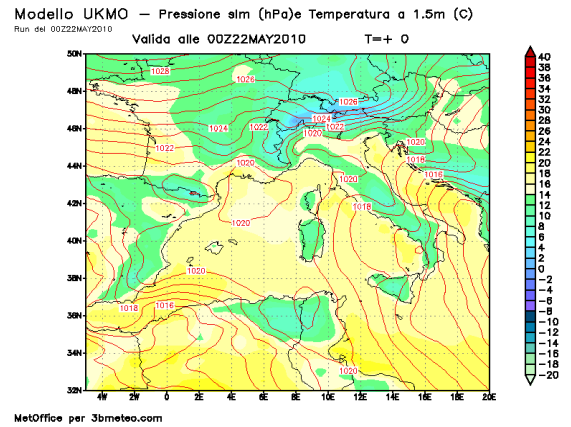 Modello UKMO – Pressione slm (hPa)e Temperatura a 1.5m (C)
Run del 00Z22MAY2010
Valida alle 00Z22MAY2010 T=+ 0
50N
48N
46N
44N
42N
40N
38N
36N
34N
32N
4W 2W 0 2E 4E 6E 8E 10E 12E 14E 16E 18E 20E
1028
1026
1026
1024
1024 1022 1022
1020
1022
1020
1020
1018
1016
1020
1018
1020
1020
1018 1016
40
38
36
34
32
30
28
26
24
22
20
18
16
14
12
10
8
6
4
2
0
-2
-4
-6
-8
-10
-12
-14
-16
-18
-20
MetOffice per 3bmeteo.com